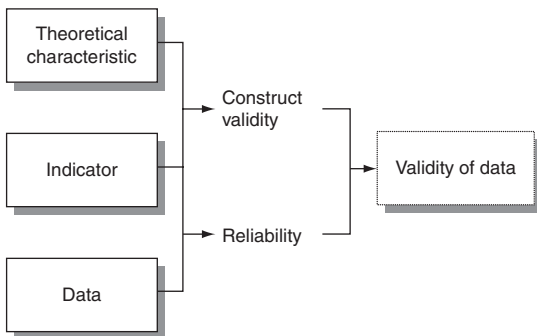 Theoretical
characteristic
Construct
validity
Indicator
Validity of data
Reliability
Data